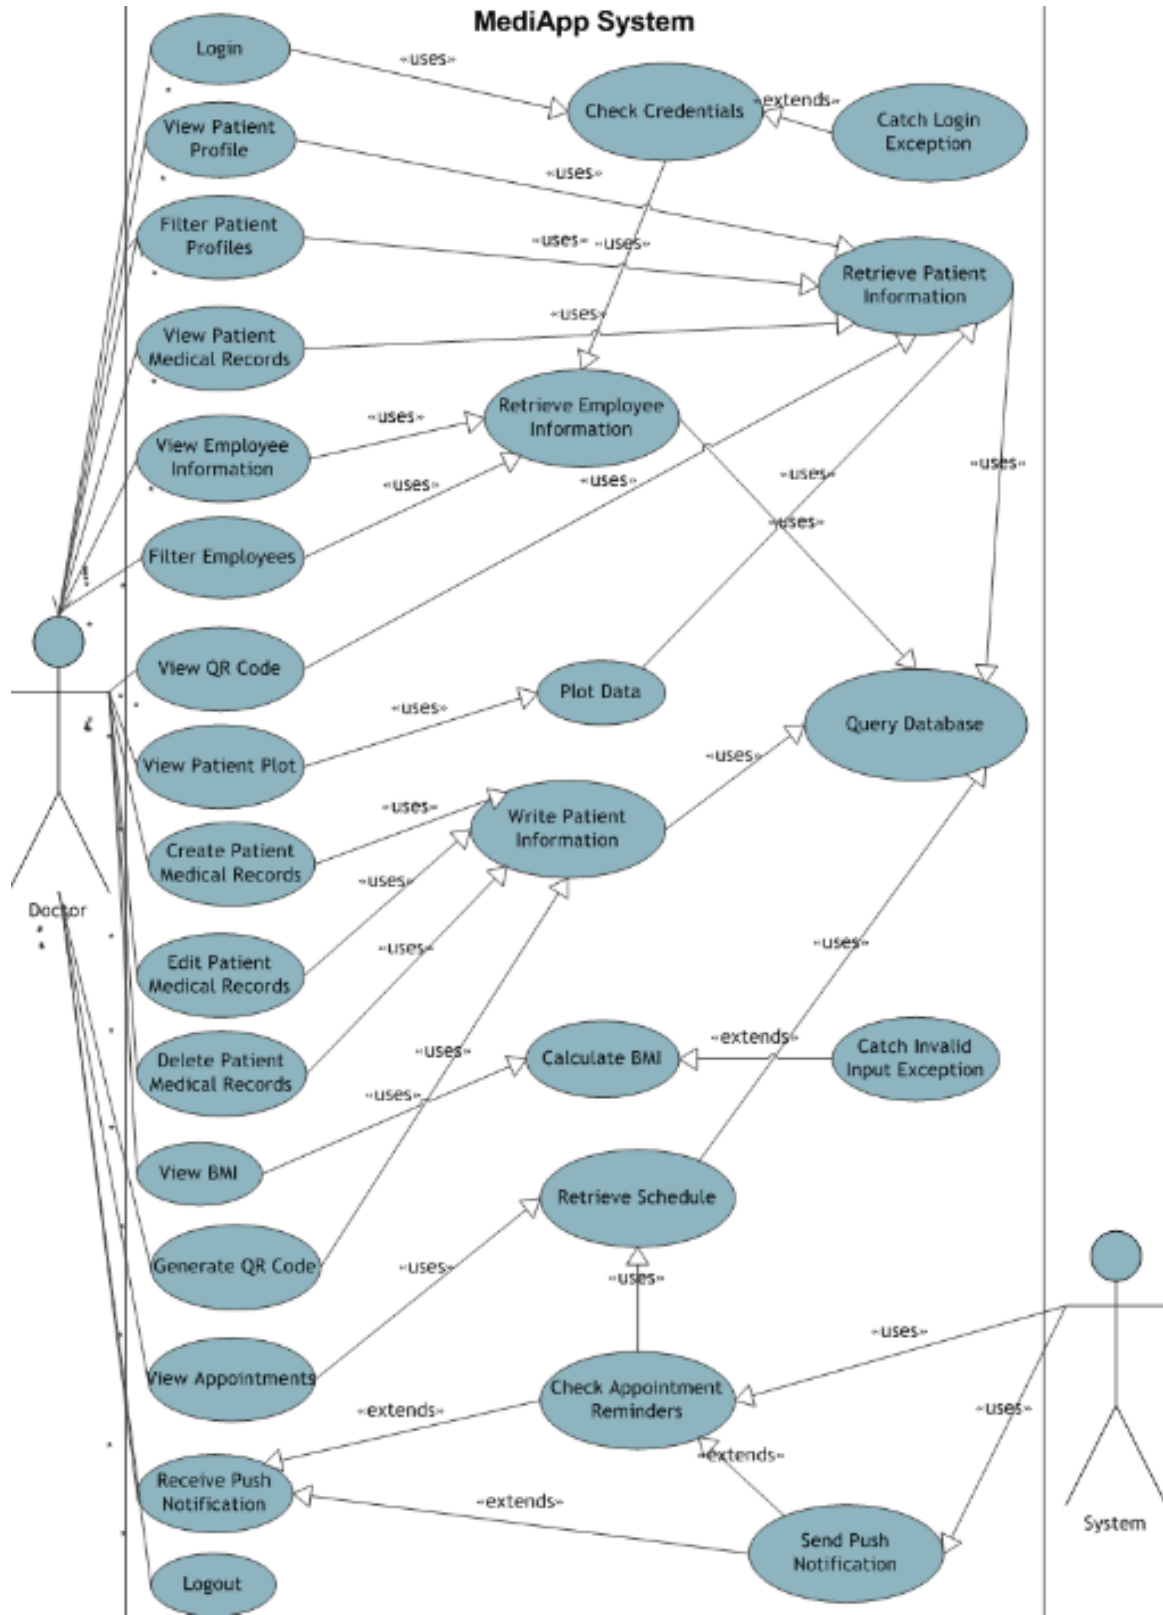 MediApp System
Login
«uses»
Check Credentials
«extends»
Catch Login
Exception
View Patient
Profile
«uses»
Filter Patient
Profiles
«uses»
«uses»
Retrieve Patient
Information
View Patient
Medical Records
«uses»
Retrieve Employee
Information
«uses»
View Employee
Information
«uses»
«uses»
«uses»
«uses»
«uses»
Filter Employees
View QR Code
Plot Data
«uses»
Query Database
«uses»
View Patient Plot
«uses»
Write Patient
Information
Create Patient
Medical Records
«uses»
Doctor
«uses»
«uses»
Edit Patient
Medical Records
«extends»
Calculate BMI
Catch Invalid
Input Exception
«uses»
Delete Patient
Medical Records
«uses»
View BMI
Retrieve Schedule
Generate QR Code
«uses»
«uses»
«uses»
View Appointments
Check Appointment
Reminders
«extends»
«uses»
«extends»
Receive Push
Notification
«extends»
System
Send Push
Notification
Logout